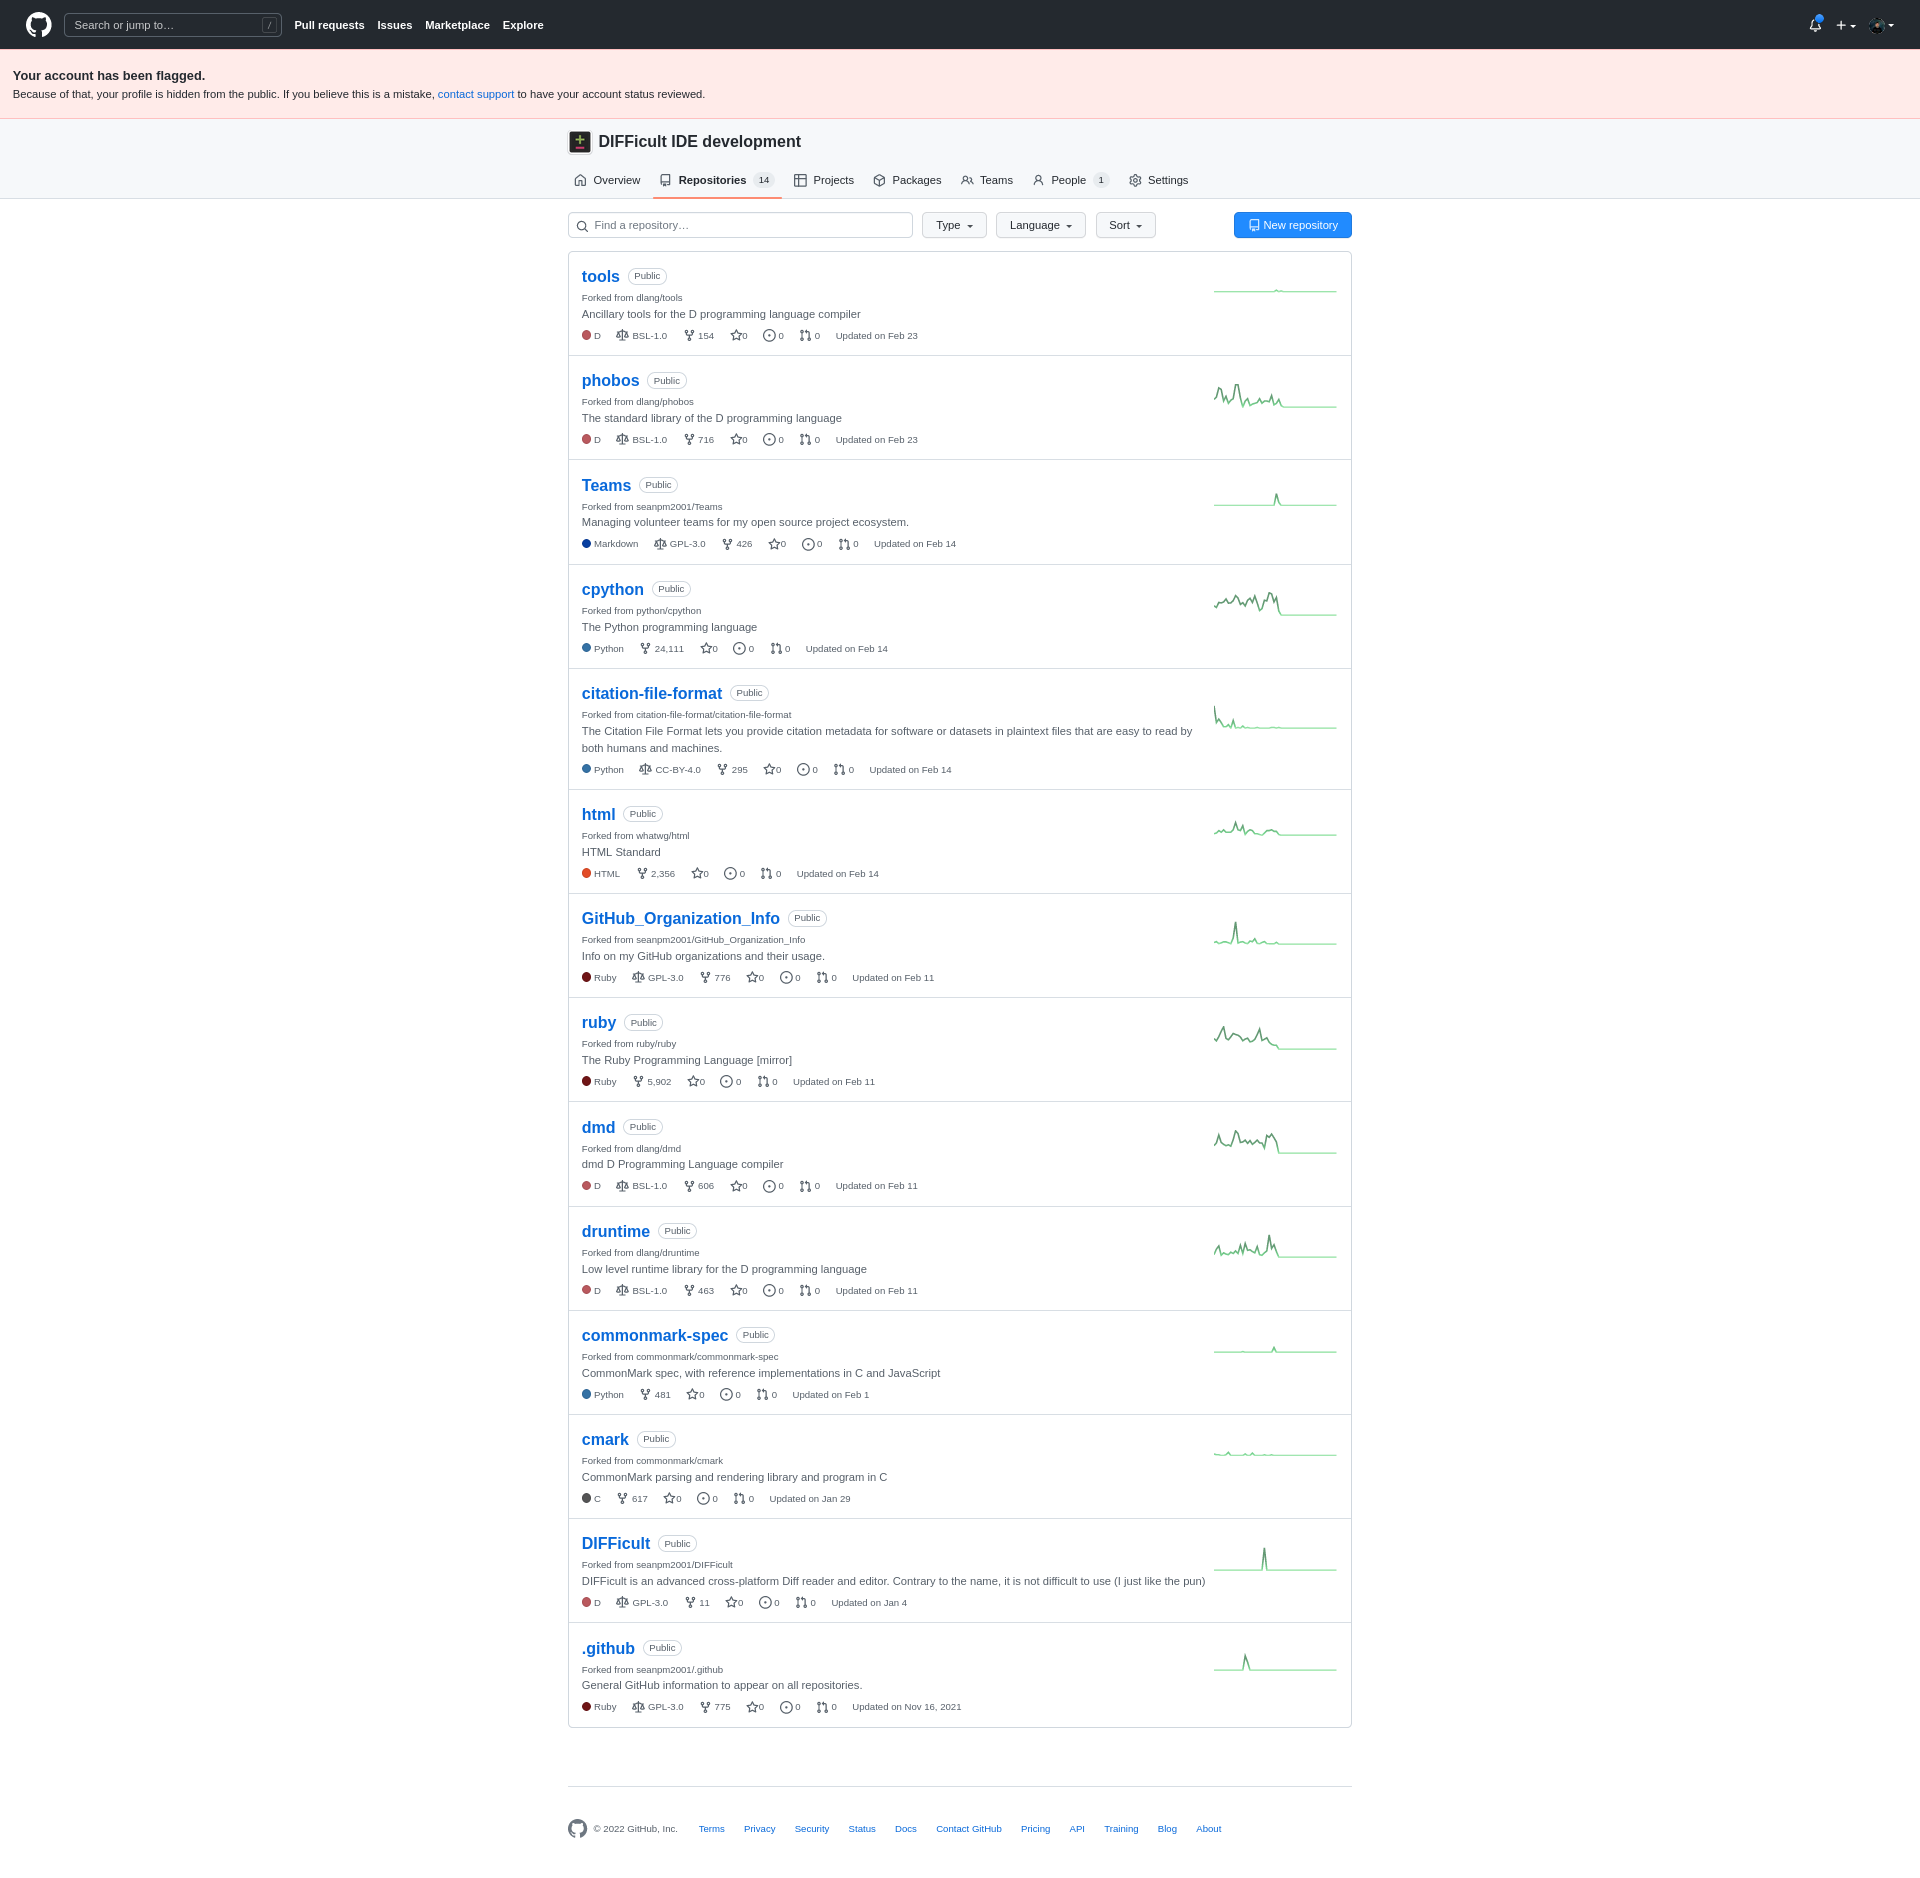 Search or jump to… /
Pull requests Issues Marketplace Explore
Your account has been flagged.
Because of that, your profile is hidden from the public. If you believe this is a mistake, contact support to have your account status reviewed.
DIFFicult IDE development
Overview Repositories 14 Projects Packages Teams People 1 Settings
Find a repository… Type Language Sort New repository
tools Public
Forked from dlang/tools
Ancillary tools for the D programming language compiler
D BSL-1.0 154 0 0 0 Updated on Feb 23
phobos Public
Forked from dlang/phobos
The standard library of the D programming language
D BSL-1.0 716 0 0 0 Updated on Feb 23
Teams Public
Forked from seanpm2001/Teams
Managing volunteer teams for my open source project ecosystem.
Markdown GPL-3.0 426 0 0 0 Updated on Feb 14
cpython Public
Forked from python/cpython
The Python programming language
Python 24,111 0 0 0 Updated on Feb 14
citation-file-format Public
Forked from citation-file-format/citation-file-format
The Citation File Format lets you provide citation metadata for software or datasets in plaintext files that are easy to read by
both humans and machines.
Python CC-BY-4.0 295 0 0 0 Updated on Feb 14
html Public
Forked from whatwg/html
HTML Standard
HTML 2,356 0 0 0 Updated on Feb 14
GitHub_Organization_Info Public
Forked from seanpm2001/GitHub_Organization_Info
Info on my GitHub organizations and their usage.
Ruby GPL-3.0 776 0 0 0 Updated on Feb 11
ruby Public
Forked from ruby/ruby
The Ruby Programming Language [mirror]
Ruby 5,902 0 0 0 Updated on Feb 11
dmd Public
Forked from dlang/dmd
dmd D Programming Language compiler
D BSL-1.0 606 0 0 0 Updated on Feb 11
druntime Public
Forked from dlang/druntime
Low level runtime library for the D programming language
D BSL-1.0 463 0 0 0 Updated on Feb 11
commonmark-spec Public
Forked from commonmark/commonmark-spec
CommonMark spec, with reference implementations in C and JavaScript
Python 481 0 0 0 Updated on Feb 1
cmark Public
Forked from commonmark/cmark
CommonMark parsing and rendering library and program in C
C 617 0 0 0 Updated on Jan 29
DIFFicult Public
Forked from seanpm2001/DIFFicult
DIFFicult is an advanced cross-platform Diff reader and editor. Contrary to the name, it is not difficult to use (I just like the pun)
D GPL-3.0 11 0 0 0 Updated on Jan 4
.github Public
Forked from seanpm2001/.github
General GitHub information to appear on all repositories.
Ruby GPL-3.0 775 0 0 0 Updated on Nov 16, 2021
© 2022 GitHub, Inc. Terms Privacy Security Status Docs Contact GitHub Pricing API Training Blog About